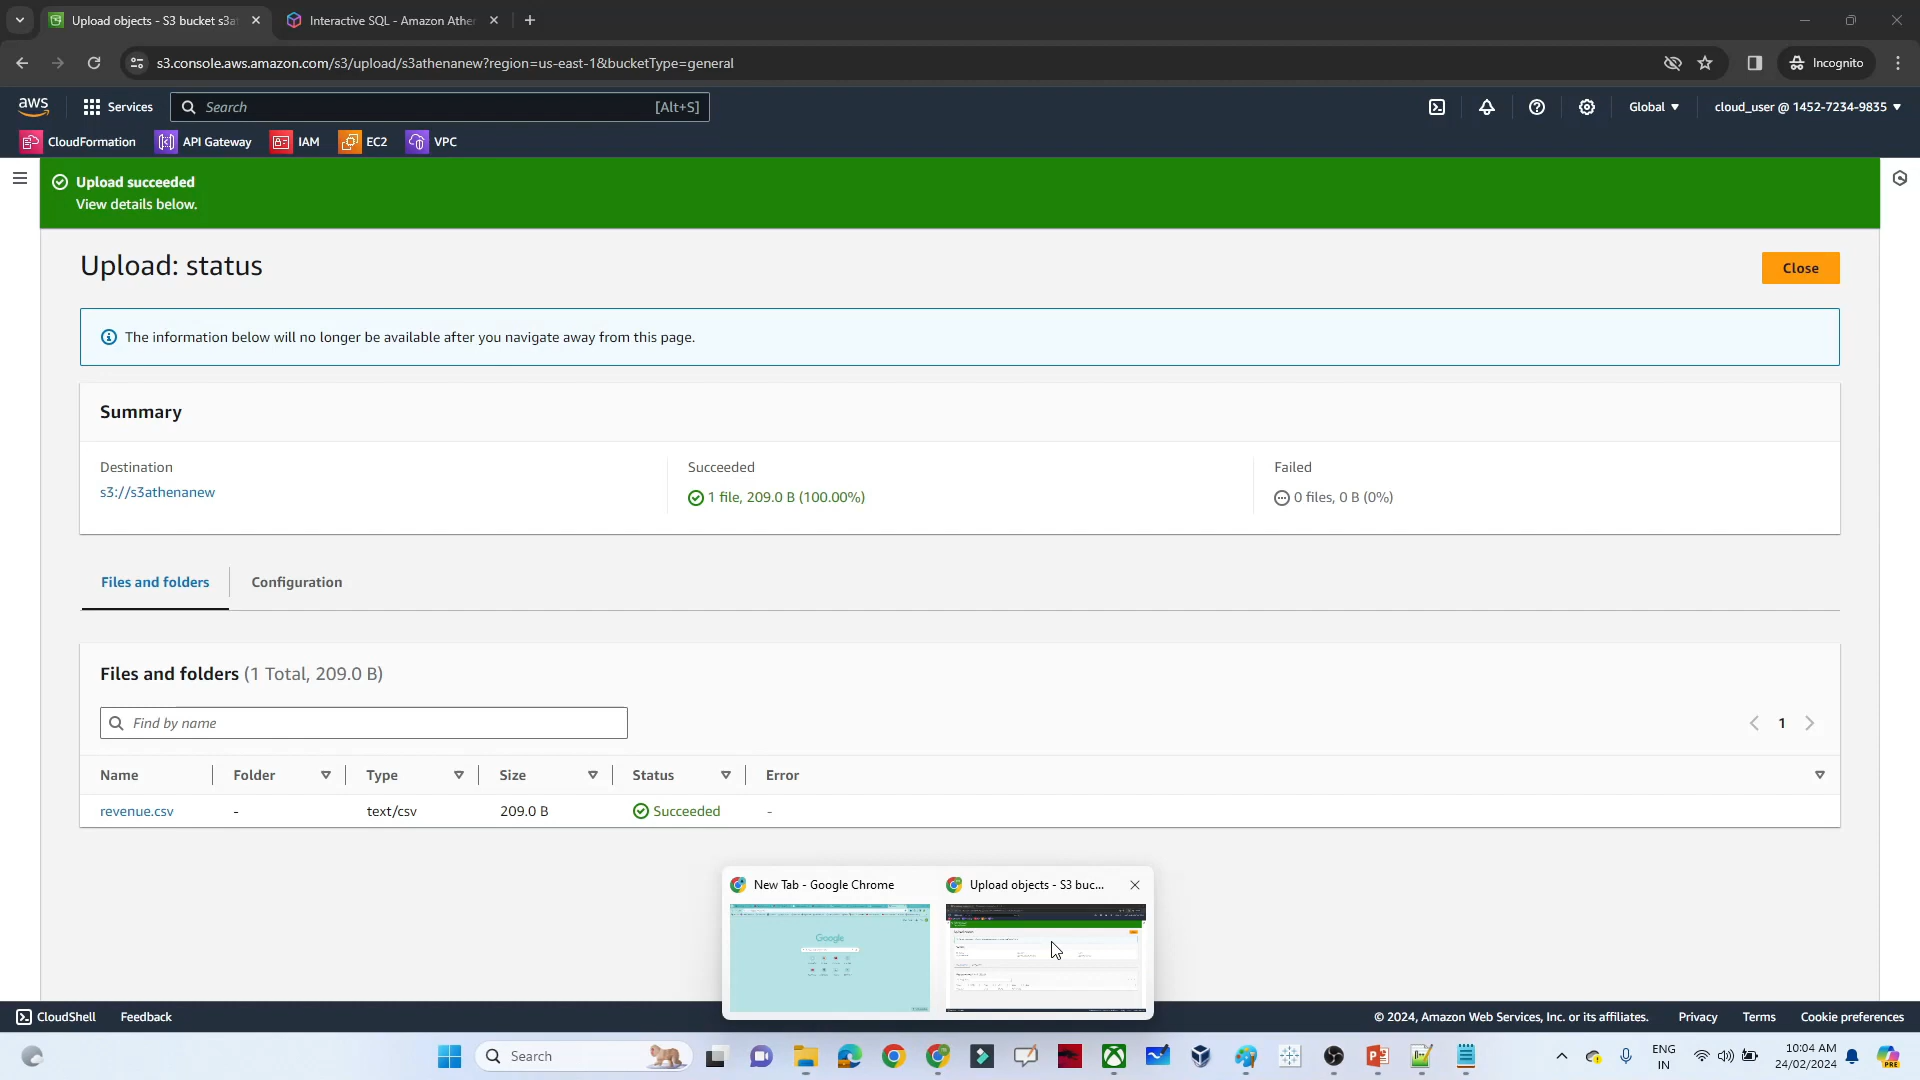 Upload objects - S3 bucket s3at
Interactive SQL - Amazon Ather
s3.console.aws.amazon.com/s3/upload/s3athenanew?region=us-east-1&bucketType=general
Incognito
aws
Services
Search
[Alt+S]
Global
cloud_user @ 1452-7234-9835
CloudFormation
API Gateway
IAM
EC2
VPC
Upload succeeded
View details below.
Upload: status
Close
The information below will no longer be available after you navigate away from this page.
Summary
Destination
s3://s3athenanew
Succeeded
1 file, 209.0 B (100.00%)
Failed
0 files, 0 B (0%)
Files and folders
Configuration
Files and folders (1 Total, 209.0 B)
Find by name
1
Name
Folder
Type
Size
Status
Error
revenue.csv
-
text/csv
209.0 B
Succeeded
-
New Tab - Google Chrome
Upload objects - S3 buc...
Google
CloudShell
Feedback
© 2024, Amazon Web Services, Inc. or its affiliates.
Privacy
Terms
Cookie preferences
Search
ENG
IN
10:04 AM
24/02/2024
PRE